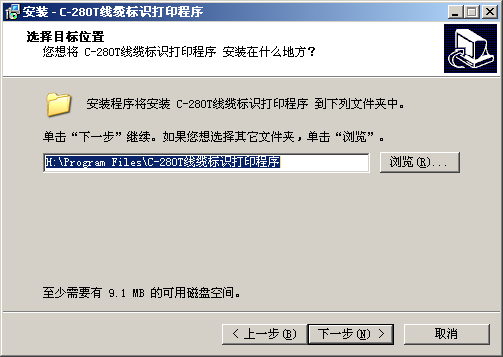 安装 - C-280T线缆标识打印程序
选择目标位置
您想将 C-280T线缆标识打印程序 安装在什么地方?
安装程序将安装 C-280T线缆标识打印程序 到下列文件夹中。
单击“下一步”继续。如果您想选择其它文件夹,单击“浏览”。
H:\Program Files\C-280T线缆标识打印程序
浏览(R)...
至少需要有 9.1 MB 的可用磁盘空间。
< 上一步(B)
下一步(N) >
取消